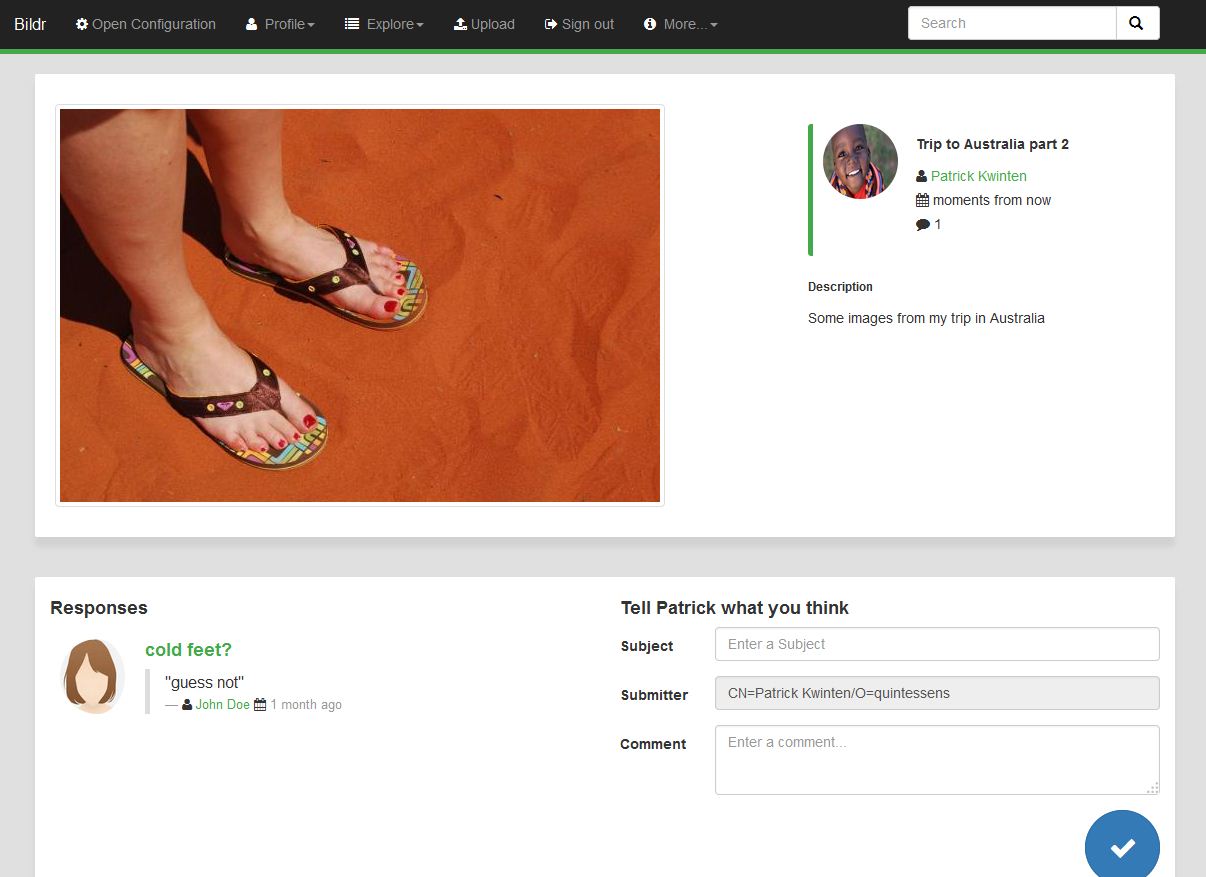 Bildr Open Configuration Profile Explore Upload Sign out More... Search
Trip to Australia part 2
Patrick Kwinten
moments from now
1
Description
Some images from my trip in Australia
Responses
cold feet?
"guess not"
— John Doe 1 month ago
Tell Patrick what you think
Subject Enter a Subject
Submitter CN=Patrick Kwinten/O=quintessens
Comment Enter a comment...